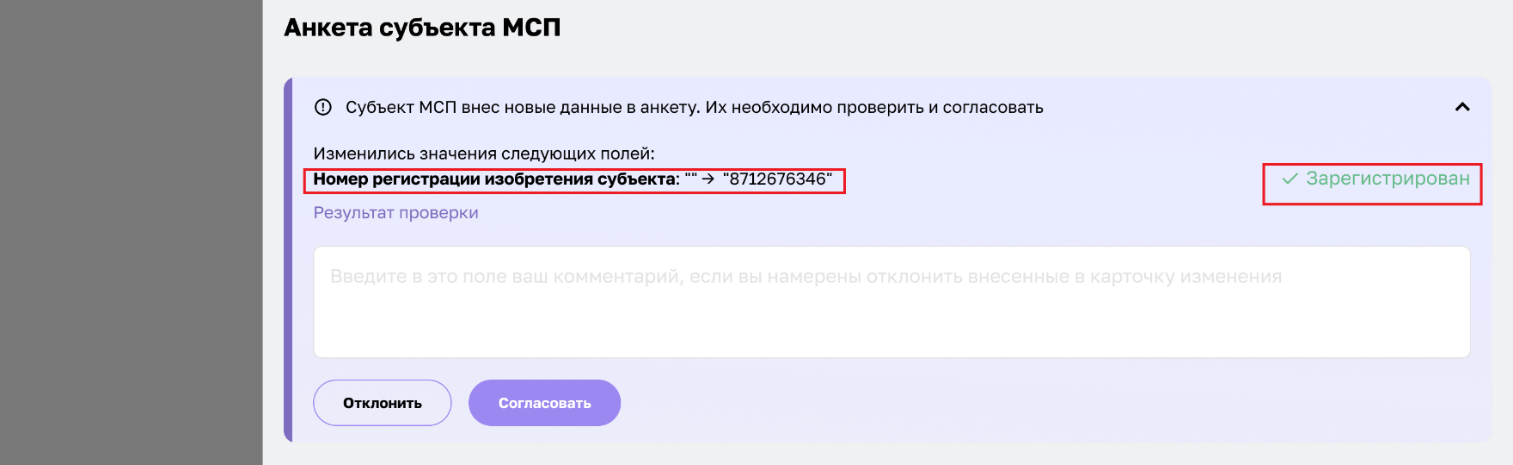 Анкета субъекта МСП
Субъект МСП внес новые данные в анкету. Их необходимо проверить и согласовать
Изменились значения следующих полей:
Номер регистрации изобретения субъекта: "" → "8712676346"
Зарегистрирован
Результат проверки
Введите в это поле ваш комментарий, если вы намерены отклонить внесенные в карточку изменения
Отклонить
Согласовать